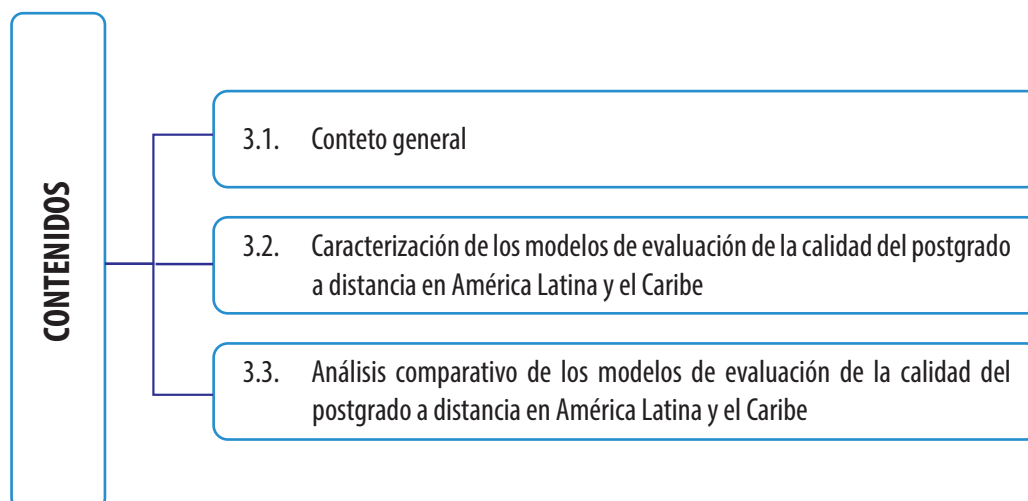 CONTENIDOS
3.1. Conteto general
3.2. Caracterización de los modelos de evaluación de la calidad del postgrado
a distancia en América Latina y el Caribe
3.3. Análisis comparativo de los modelos de evaluación de la calidad del
postgrado a distancia en América Latina y el Caribe